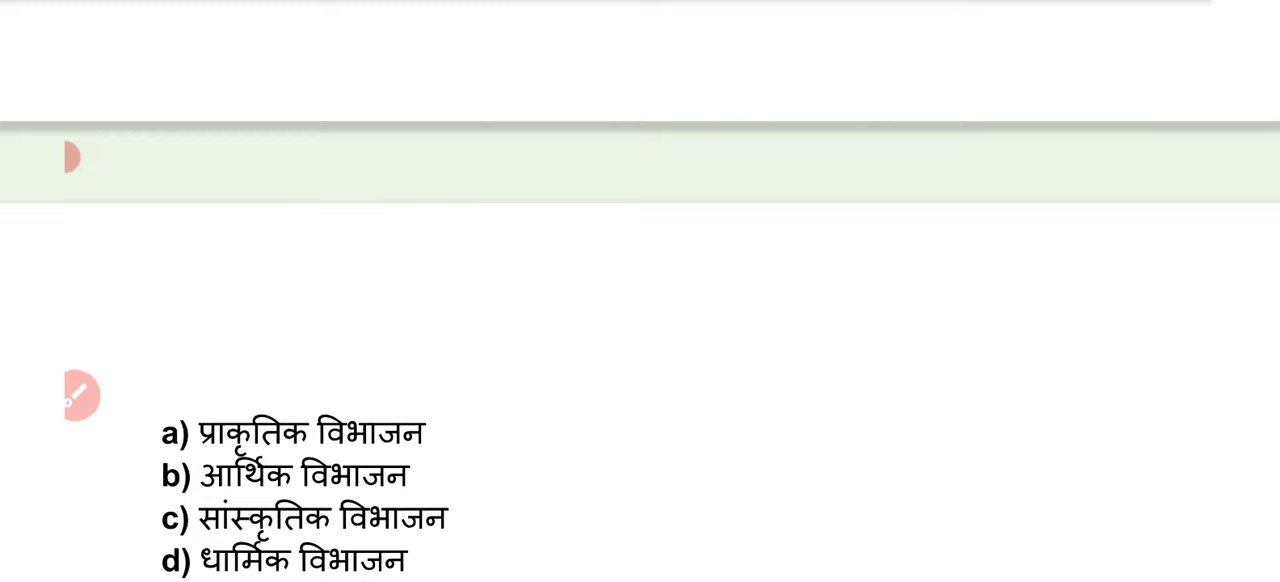 a) प्राकृतिक विभाजन
b) आर्थिक विभाजन
c) सांस्कृतिक विभाजन
d) धार्मिक विभाजन